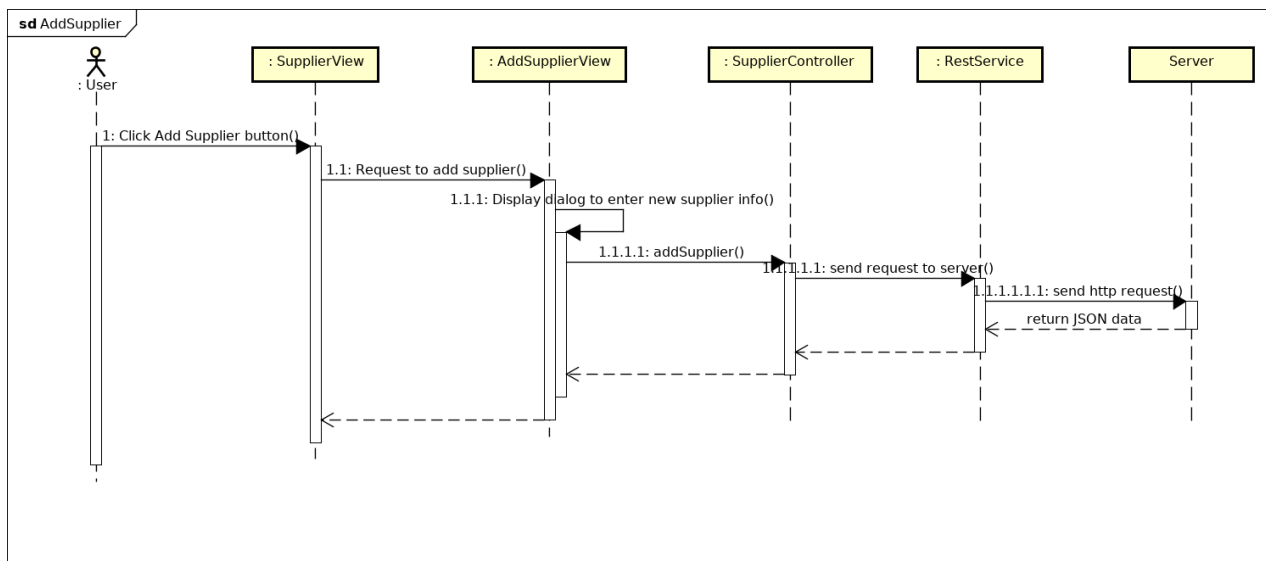 sd AddSupplier
: User
: SupplierView
: AddSupplierView
: SupplierController
: RestService
Server
1: Click Add Supplier button()
1.1: Request to add supplier()
1.1.1: Display dialog to enter new supplier info()
1.1.1.1: addSupplier()
1.1.1.1.1: send request to server()
1.1.1.1.1.1: send http request()
return JSON data